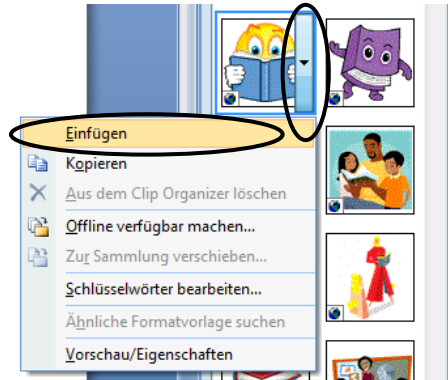 Einfügen
Kopieren
Aus dem Clip Organizer löschen
Offline verfügbar machen...
Zur Sammlung verschieben...
Schlüsselwörter bearbeiten...
Ähnliche Formatvorlage suchen
Vorschau/Eigenschaften